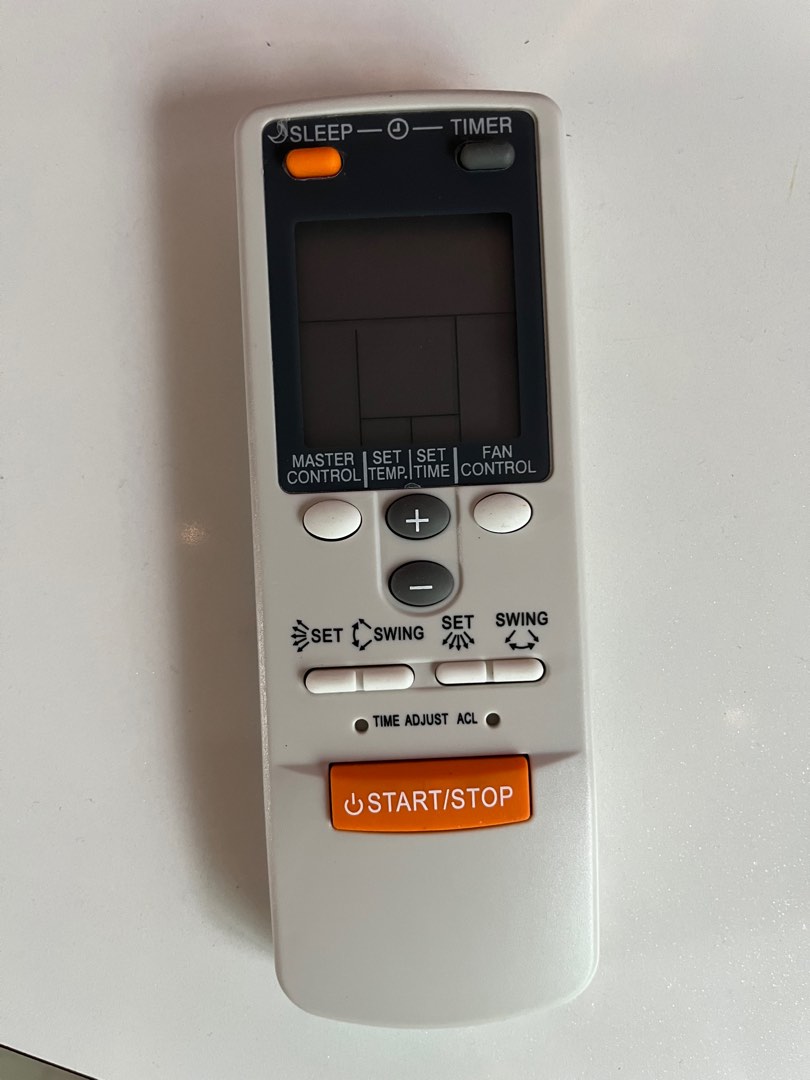 SLEEP TIMER
MASTER CONTROL SET TEMP. SET TIME FAN CONTROL
+
−
SET SWING SET SWING
TIME ADJUST ACL
START/STOP